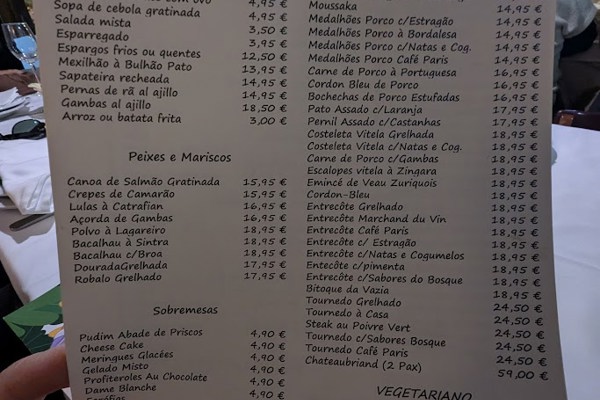 com ovo 4,95 €
Sopa de cebola gratinada 4,95 €
Salada mista 3,50 €
Esparregado 3,95 €
Espargos frios ou quentes 12,50 €
Mexilhão à Bulhão Pato 13,95 €
Sapateira recheada 14,95 €
Pernas de rã al ajillo 14,95 €
Gambas al ajillo 18,50 €
Arroz ou batata frita 3,00 €
Peixes e Mariscos
Canoa de Salmão Gratinada 15,95 €
Crepes de Camarão 15,95 €
Lulas à Catrafian 16,95 €
Açorda de Gambas 16,95 €
Polvo à Lagareiro 18,95 €
Bacalhau à Sintra 18,95 €
Bacalhau c/Broa 18,95 €
DouradaGrelhada 17,95 €
Robalo Grelhado 17,95 €
Sobremesas
Pudim Abade de Priscos 4,90 €
Cheese Cake 4,90 €
Meringues Glacées 4,90 €
Gelado Misto 4,90 €
Profiteroles Au Chocolate 4,90 €
Dame Blanche 4,90 €
Moussaka 14,95 €
Medalhões Porco c/Estragão 14,95 €
Medalhões Porco à Bordalesa 14,95 €
Medalhões Porco c/Natas e Cog. 14,95 €
Medalhões Porco Café Paris 14,95 €
Carne de Porco à Portuguesa 16,95 €
Cordon Bleu de Porco 16,95 €
Bochechas de Porco Estufadas 16,95 €
Pato Assado c/Laranja 17,95 €
Pernil Assado c/Castanhas 17,95 €
Costeleta Vitela Grelhada 18,95 €
Costeleta Vitela c/Natas e Cog. 18,95 €
Carne de Porco c/Gambas 18,95 €
Escalopes vitela à Zíngara 18,95 €
Emincé de Veau Zuriquois 18,95 €
Cordon-Bleu 18,95 €
Entrecôte Grelhado 18,95 €
Entrecôte Marchand du Vin 18,95 €
Entrecôte Café Paris 18,95 €
Entrecôte c/ Estragão 18,95 €
Entrecôte c/Natas e Cogumelos 18,95 €
Entecôte c/pimenta 18,95 €
Entrecôte c/Sabores do Bosque 18,95 €
Bitoque da Vazia 18,95 €
Tournedo Grelhado 24,50 €
Tournedo à Casa 24,50 €
Steak au Poivre Vert 24,50 €
Tournedo c/Sabores Bosque 24,50 €
Tournedo Café Paris 24,50 €
Chateaubriand (2 Pax) 59,00 €
VEGETARIANO